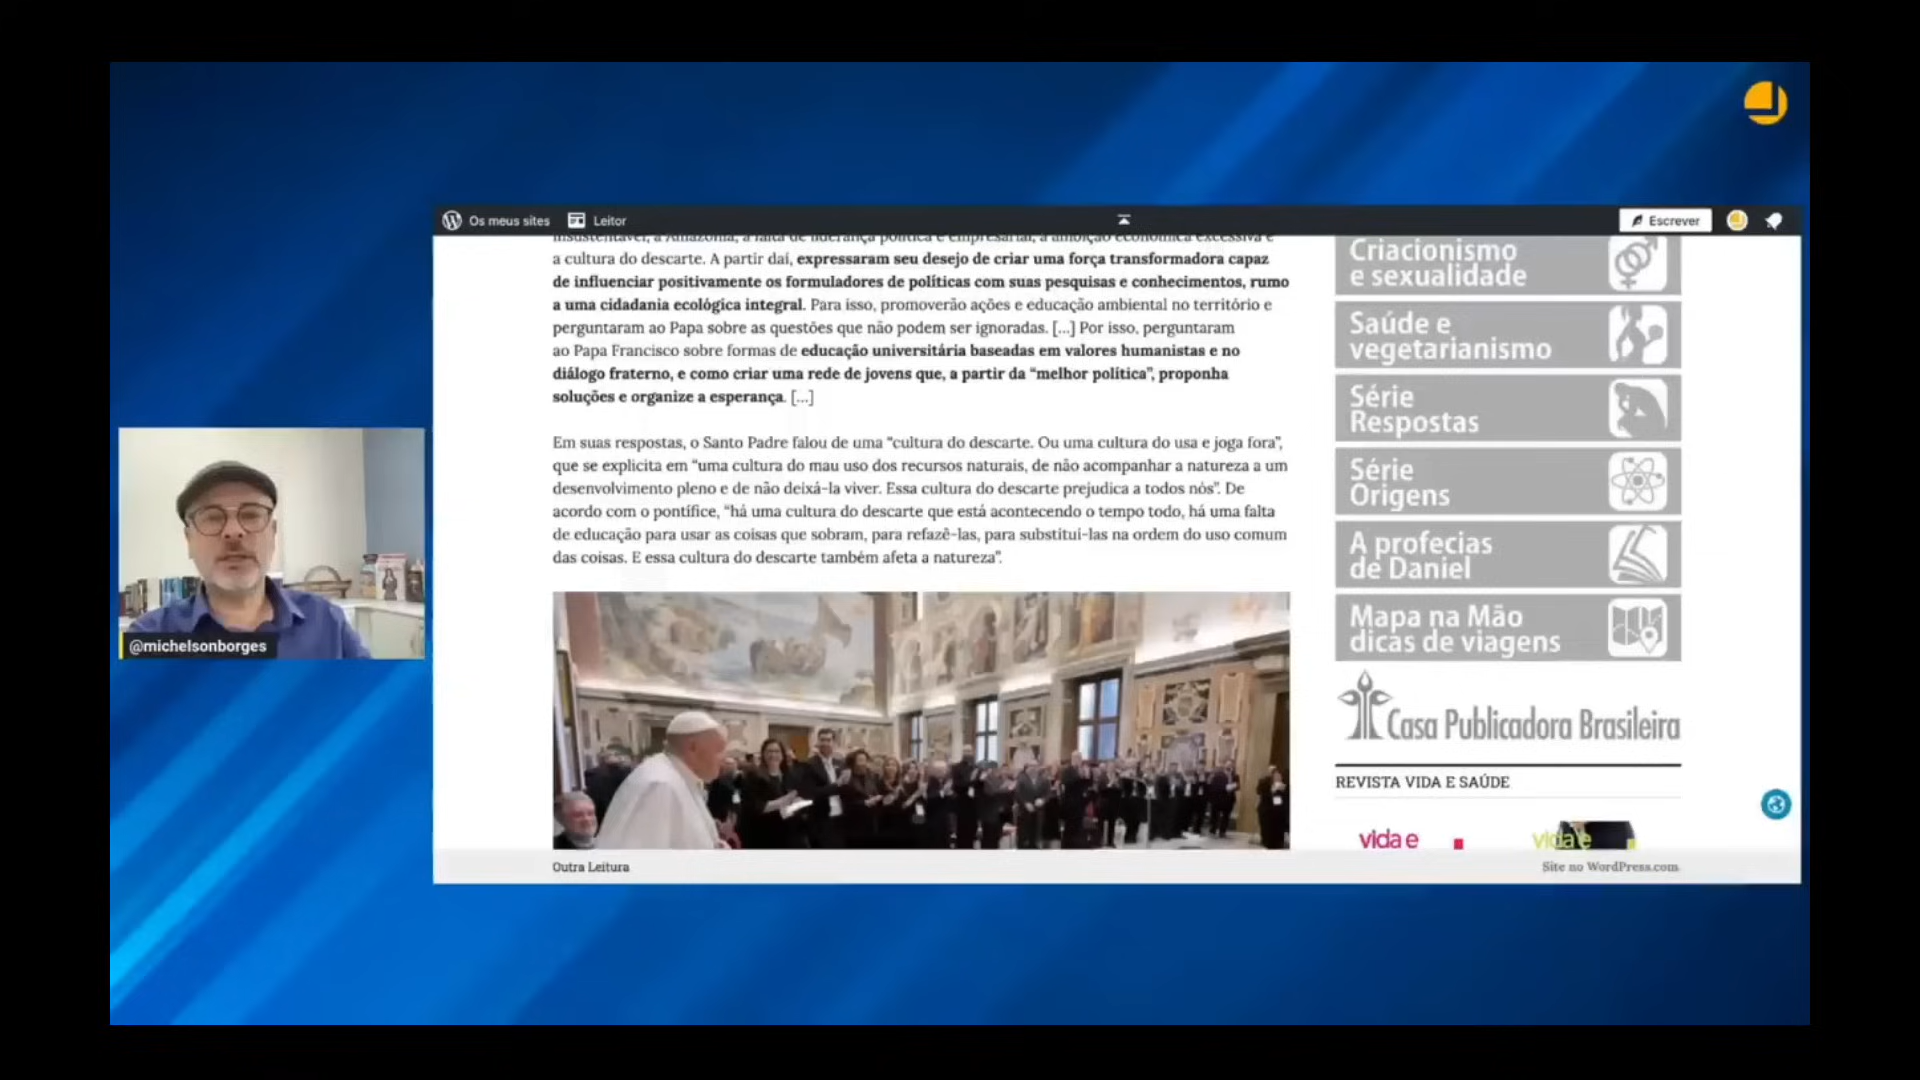 Os meus sites
Leitor
Escrever
insustentável, a Amazônia, a falta de liderança política e empresarial, a ambição econômica excessiva e
a cultura do descarte. A partir daí, expressaram seu desejo de criar uma força transformadora capaz
de influenciar positivamente os formuladores de políticas com suas pesquisas e conhecimentos, rumo
a uma cidadania ecológica integral. Para isso, promoverão ações e educação ambiental no território e
perguntaram ao Papa sobre as questões que não podem ser ignoradas. [...] Por isso, perguntaram
ao Papa Francisco sobre formas de educação universitária baseadas em valores humanistas e no
diálogo fraterno, e como criar uma rede de jovens que, a partir da “melhor política”, proponha
soluções e organize a esperança. [...]
Em suas respostas, o Santo Padre falou de uma “cultura do descarte. Ou uma cultura do usa e joga fora”,
que se explicita em “uma cultura do mau uso dos recursos naturais, de não acompanhar a natureza a um
desenvolvimento pleno e de não deixá-la viver. Essa cultura do descarte prejudica a todos nós”. De
acordo com o pontífice, “há uma cultura do descarte que está acontecendo o tempo todo, há uma falta
de educação para usar as coisas que sobram, para refazê-las, para substituí-las na ordem do uso comum
das coisas. E essa cultura do descarte também afeta a natureza”.
Criacionismo
e sexualidade
Saúde e
vegetarianismo
Série
Respostas
Série
Origens
A profecias
de Daniel
Mapa na Mão
dicas de viagens
Casa Publicadora Brasileira
REVISTA VIDA E SAÚDE
vida e
vida e
@michelsonborges
Outra Leitura
Site no WordPress.com